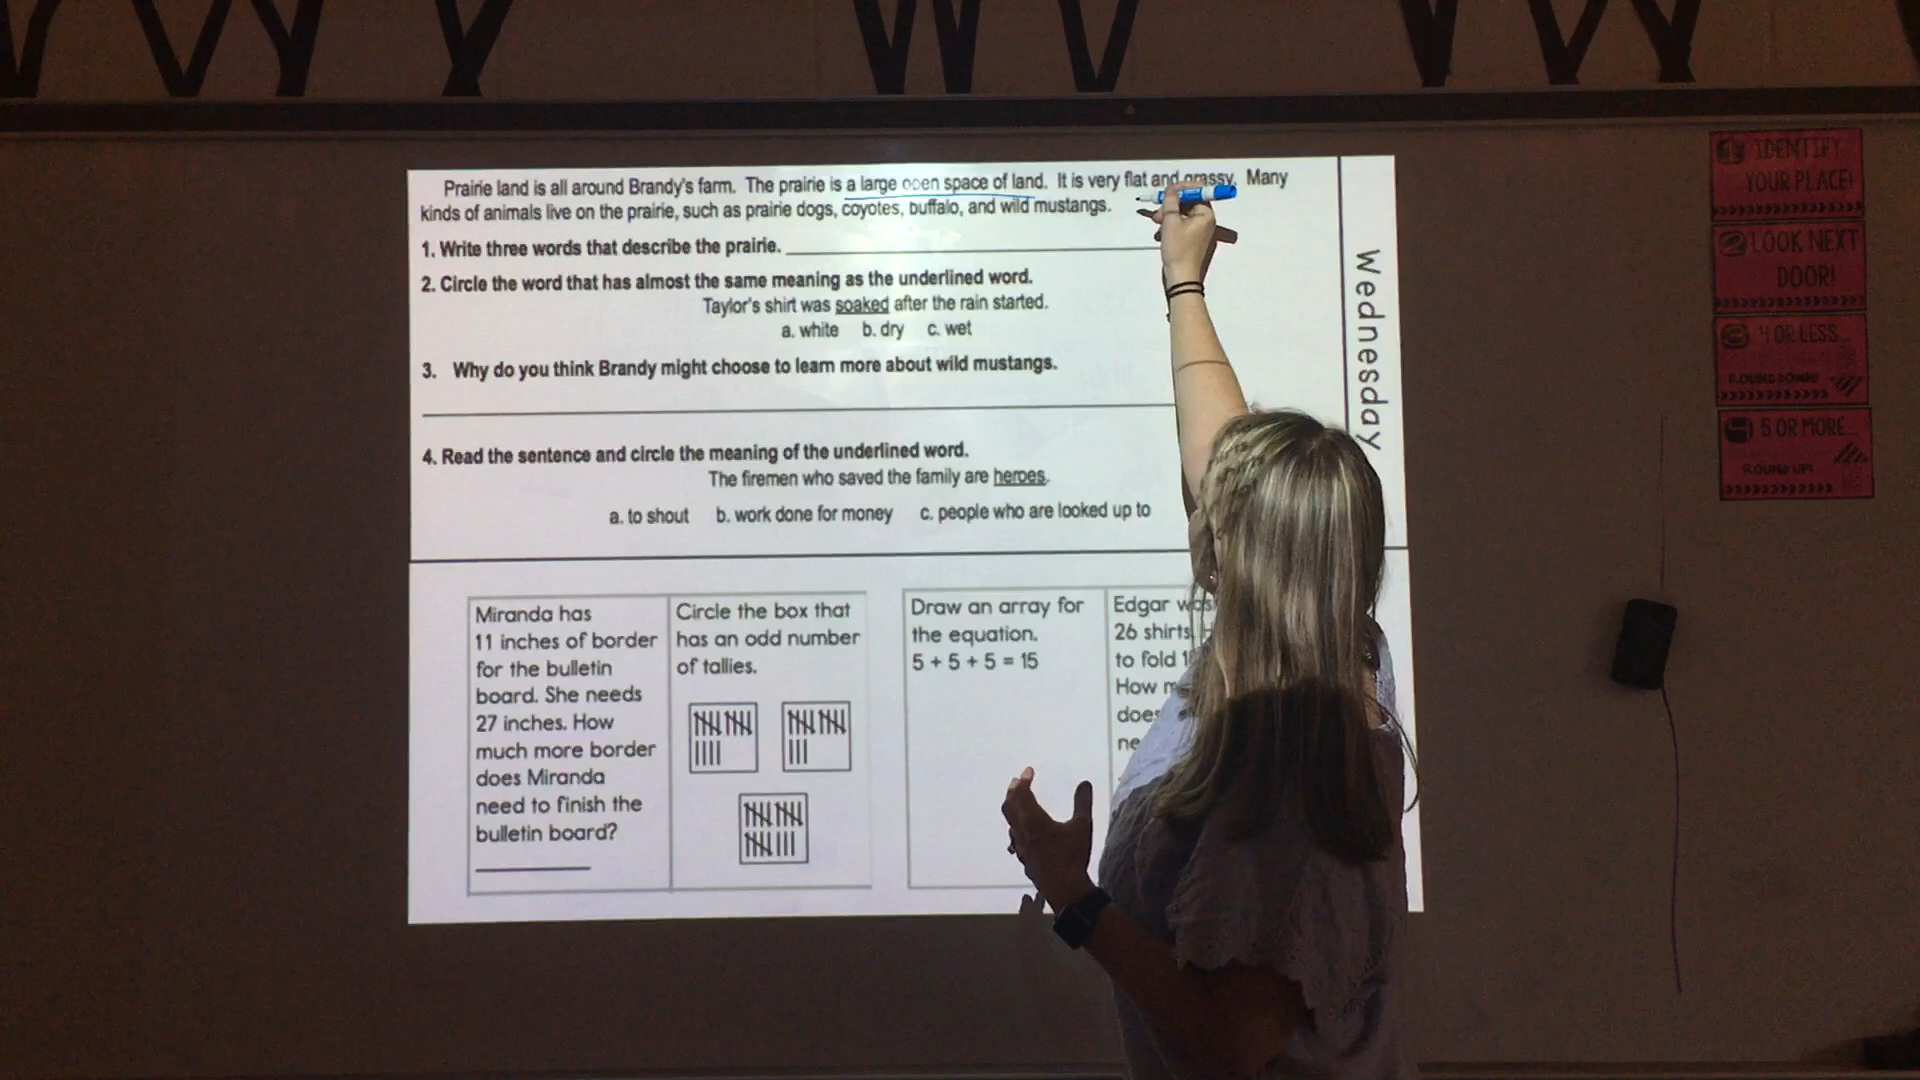 Prairie land is all around Brandy's farm. The prairie is a large open space of land. It is very flat and grassy. Many
kinds of animals live on the prairie, such as prairie dogs, coyotes, buffalo, and wild mustangs.
1. Write three words that describe the prairie.
2. Circle the word that has almost the same meaning as the underlined word.
Taylor's shirt was soaked after the rain started.
a. white b. dry c. wet
3. Why do you think Brandy might choose to learn more about wild mustangs.
4. Read the sentence and circle the meaning of the underlined word.
The firemen who saved the family are heroes.
a. to shout b. work done for money c. people who are looked up to
Wednesday
Miranda has
11 inches of border
for the bulletin
board. She needs
27 inches. How
much more border
does Miranda
need to finish the
bulletin board?
Circle the box that
has an odd number
of tallies.
Draw an array for
the equation.
5 + 5 + 5 = 15
Edgar
26 shirts.
to fold
How
1 IDENTIFY
YOUR PLACE!
2 LOOK NEXT
DOOR!
3 4 OR LESS...
ROUND DOWN!
4 5 OR MORE...
ROUND UP!